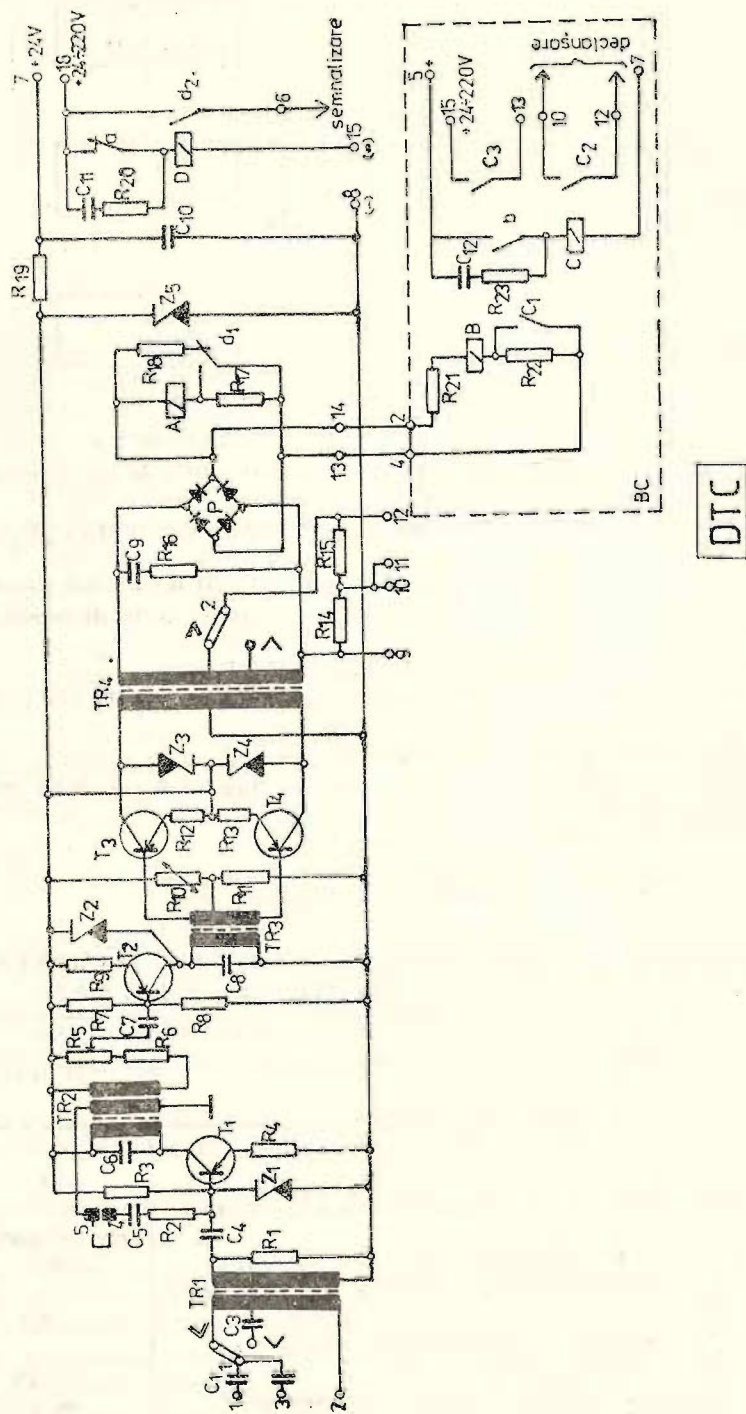 7 +24V
16 +24÷220V
R19
C11
R20
a
d2
D
6
semnalizare
15
(-)
8
(-)
C10
Z5
R18
d1
A
R17
P
C9
R16
14
13
2
R15
R14
12
11
10
9
TR4
Z3
Z4
T3
T4
R12
R13
R10
R11
TR3
Z2
T2
R9
C8
R7
C7
R8
R5
R6
TR2
C6
T1
R4
R3
Z1
5
4
C5
R2
C4
R1
TR1
C3
C1
1
1
3
2
5 +
15
+24÷220V
13
C3
10
12
declanșare
C2
7
b
C12
R23
C
C1
B
R21
R22
2
4
BC
DTC